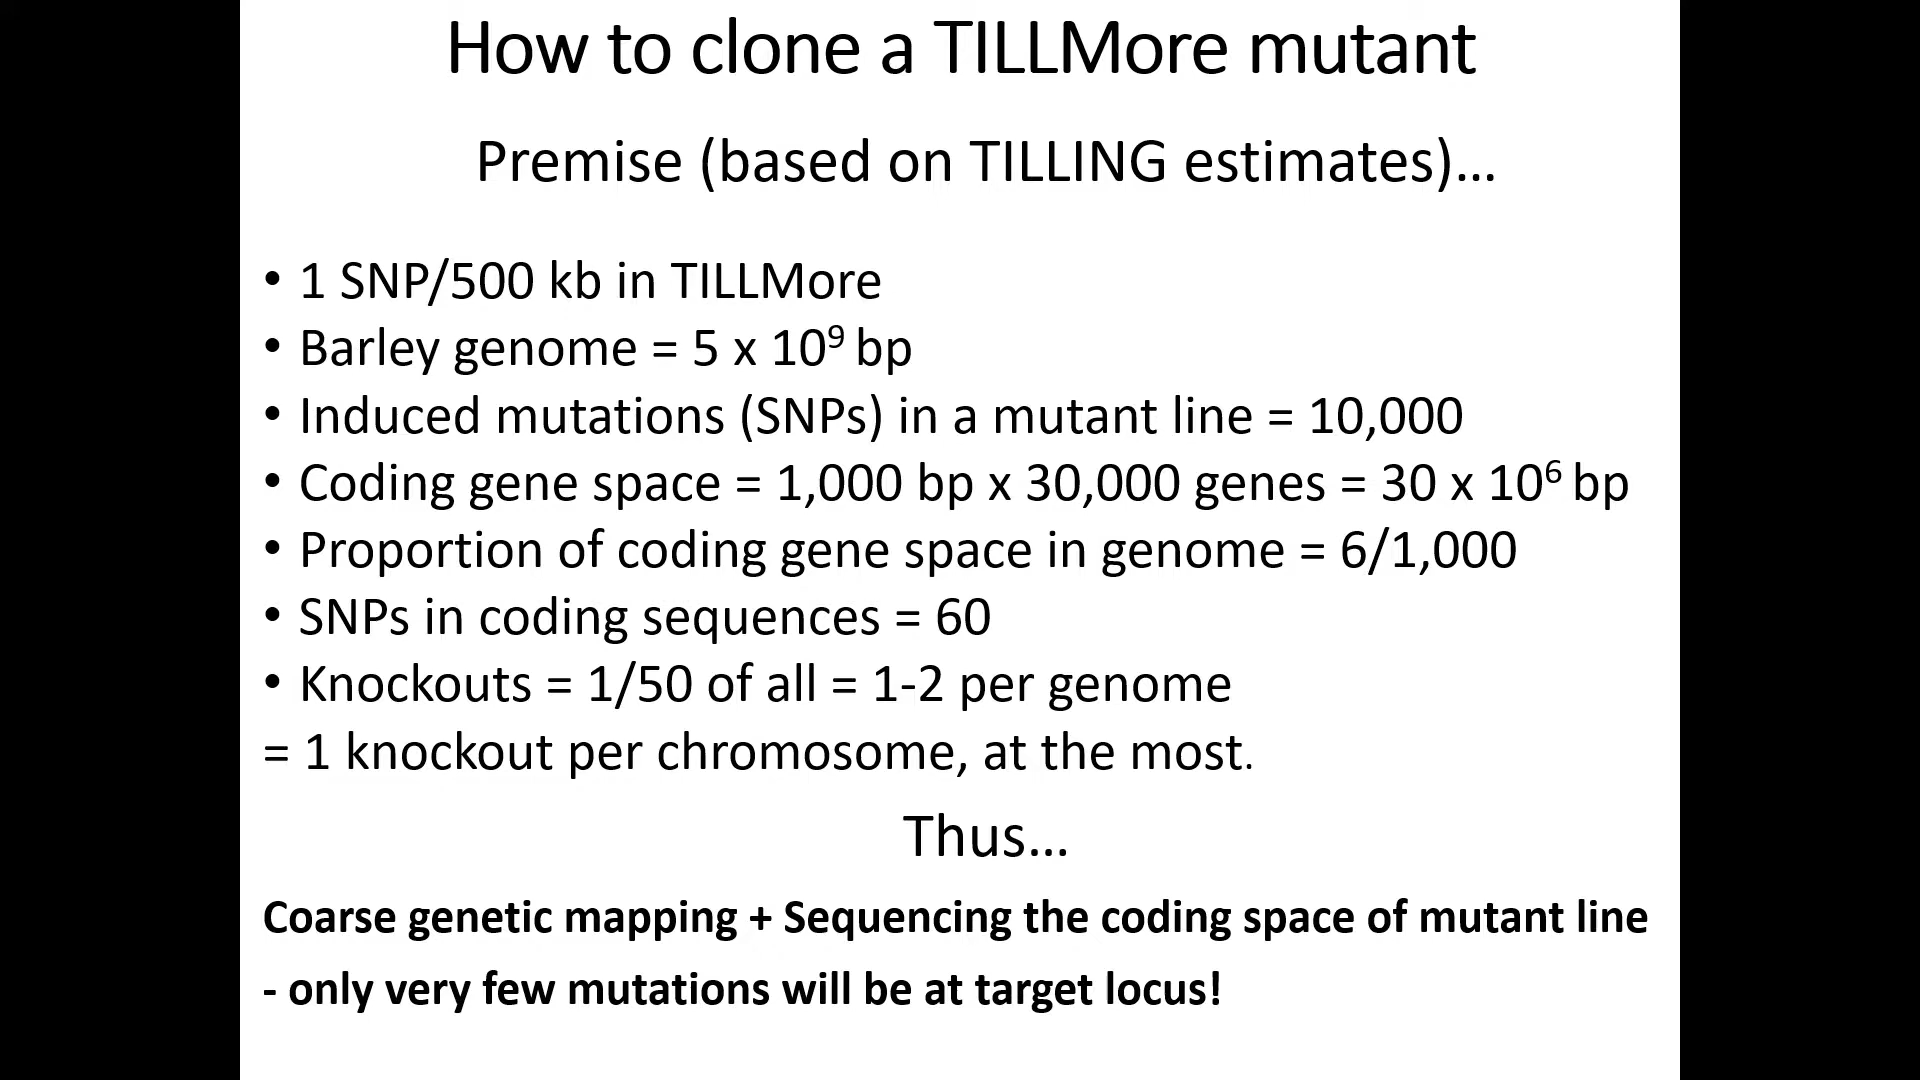 How to clone a TILLMore mutant
Premise (based on TILLING estimates)...
• 1 SNP/500 kb in TILLMore
• Barley genome = 5 x 10⁹ bp
• Induced mutations (SNPs) in a mutant line = 10,000
• Coding gene space = 1,000 bp x 30,000 genes = 30 x 10⁶ bp
• Proportion of coding gene space in genome = 6/1,000
• SNPs in coding sequences = 60
• Knockouts = 1/50 of all = 1-2 per genome
= 1 knockout per chromosome, at the most.
Thus...
Coarse genetic mapping + Sequencing the coding space of mutant line
- only very few mutations will be at target locus!